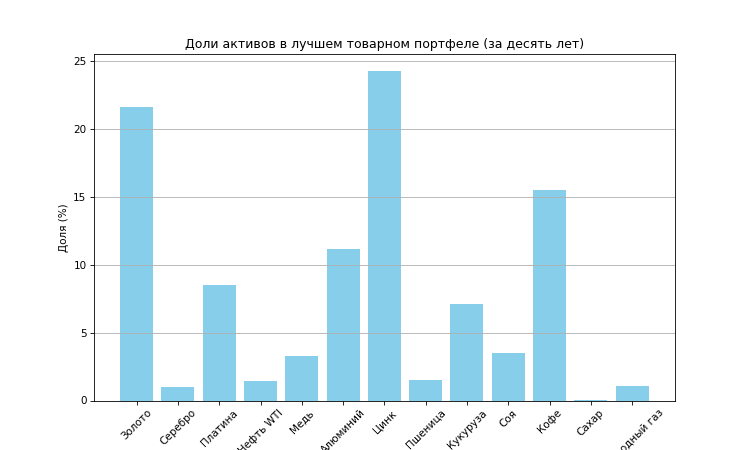 Доли активов в лучшем товарном портфеле (за десять лет)
Доля (%)
25
20
15
10
5
0
Золото
Серебро
Платина
Нефть WTI
Медь
Алюминий
Цинк
Пшеница
Кукуруза
Соя
Кофе
Сахар
газ